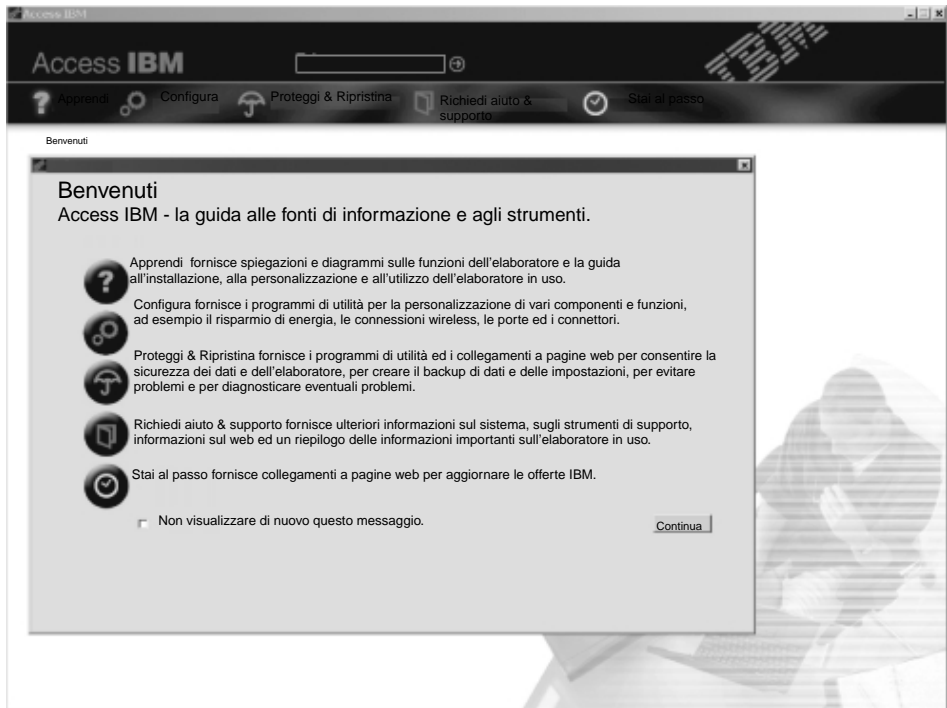 Access IBM
Access IBM
IBM
Apprendi
Configura
Proteggi & Ripristina
Richiedi aiuto &
supporto
Stai al passo
Benvenuti
Benvenuti
Access IBM - la guida alle fonti di informazione e agli strumenti.
Apprendi fornisce spiegazioni e diagrammi sulle funzioni dell'elaboratore e la guida
all'installazione, alla personalizzazione e all'utilizzo dell'elaboratore in uso.
Configura fornisce i programmi di utilità per la personalizzazione di vari componenti e funzioni,
ad esempio il risparmio di energia, le connessioni wireless, le porte ed i connettori.
Proteggi & Ripristina fornisce i programmi di utilità ed i collegamenti a pagine web per consentire la
sicurezza dei dati e dell'elaboratore, per creare il backup di dati e delle impostazioni, per evitare
problemi e per diagnosticare eventuali problemi.
Richiedi aiuto & supporto fornisce ulteriori informazioni sul sistema, sugli strumenti di supporto,
informazioni sul web ed un riepilogo delle informazioni importanti sull'elaboratore in uso.
Stai al passo fornisce collegamenti a pagine web per aggiornare le offerte IBM.
Non visualizzare di nuovo questo messaggio.
Continua